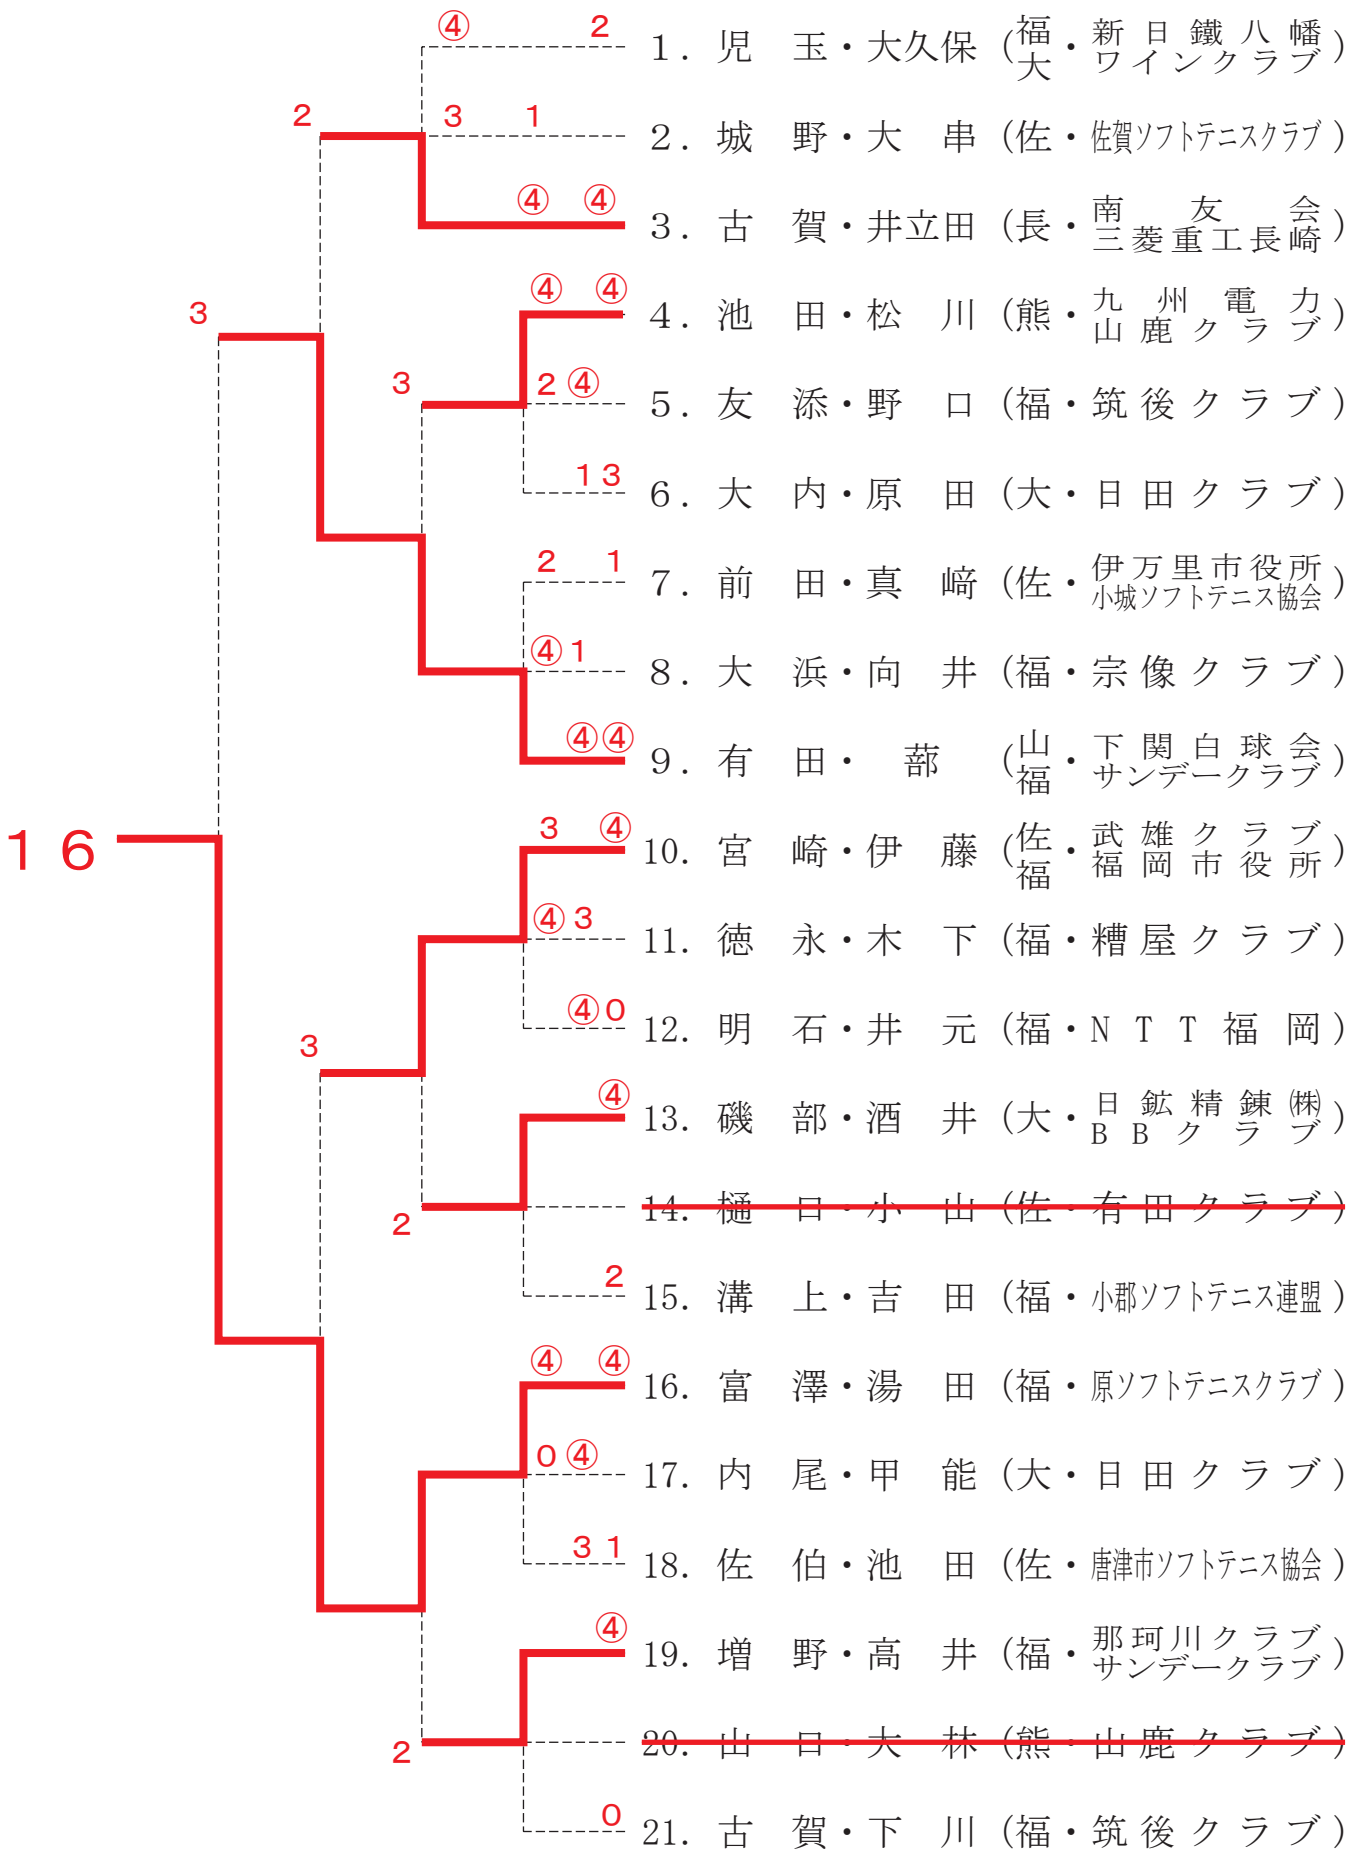 ④ 2
1. 児 玉・大久保 (福大・新日鐵八幡 ワインクラブ)
2 3 1
2. 城 野・大 串 (佐・佐賀ソフトテニスクラブ)
④ ④
3. 古 賀・井立田 (長・南友会 三菱重工長崎)
3 ④ ④
4. 池 田・松 川 (熊・九州電力 山鹿クラブ)
3 2 ④
5. 友 添・野 口 (福・筑後クラブ)
1 3
6. 大 内・原 田 (大・日田クラブ)
2 1
7. 前 田・真 﨑 (佐・伊万里市役所 小城ソフトテニス協会)
④ 1
8. 大 浜・向 井 (福・宗像クラブ)
④ ④
9. 有 田・ 蔀 (山福・下関白球会 サンデークラブ)
16 3 ④
10. 宮 崎・伊 藤 (佐福・武雄クラブ 福岡市役所)
④ 3
11. 徳 永・木 下 (福・糟屋クラブ)
④ 0
12. 明 石・井 元 (福・NTT福岡)
3 ④
13. 磯 部・酒 井 (大・日鉱精錬㈱ BBクラブ)
14. 樋 口・小 山 (佐・有田クラブ)
2 2
15. 溝 上・吉 田 (福・小郡ソフトテニス連盟)
④ ④
16. 富 澤・湯 田 (福・原ソフトテニスクラブ)
0 ④
17. 内 尾・甲 能 (大・日田クラブ)
3 1
18. 佐 伯・池 田 (佐・唐津市ソフトテニス協会)
④
19. 増 野・高 井 (福・那珂川クラブ サンデークラブ)
2
20. 山 口・大 林 (熊・山鹿クラブ)
0
21. 古 賀・下 川 (福・筑後クラブ)